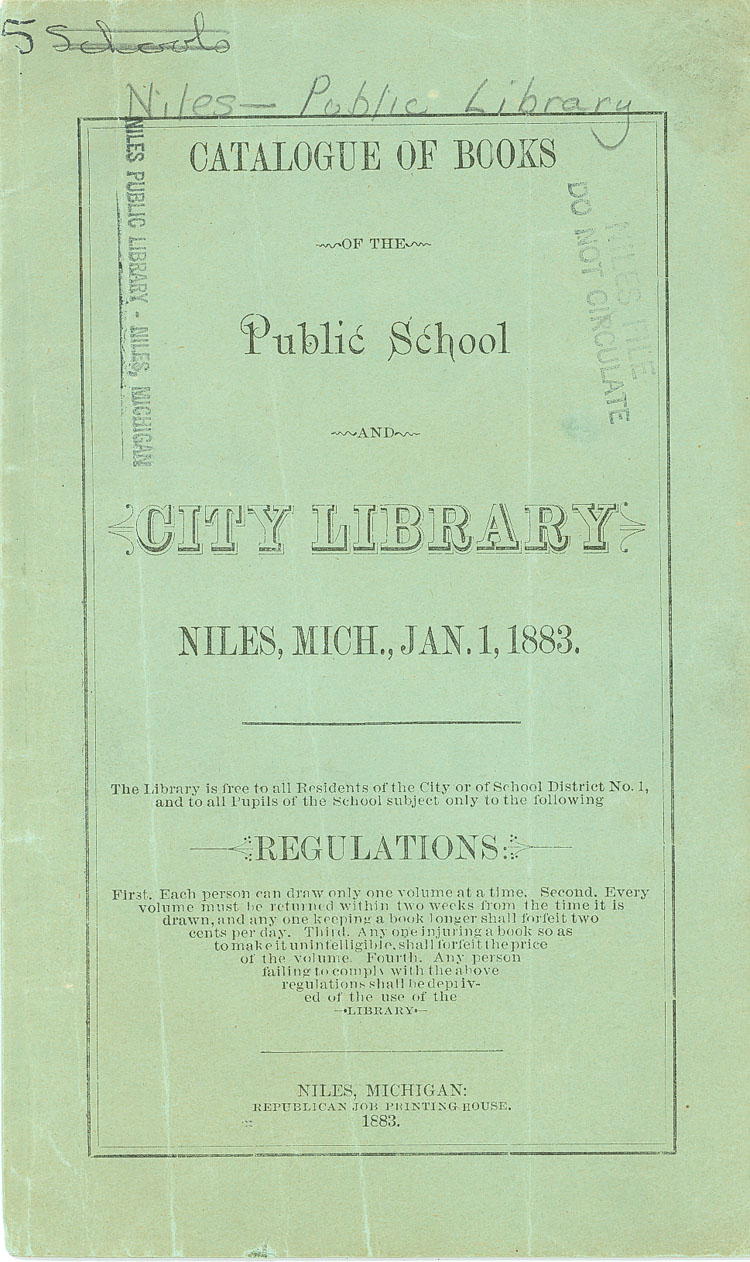 5 Schools
Niles - Public Library
CATALOGUE OF BOOKS
OF THE
Public School
AND
CITY LIBRARY
NILES, MICH., JAN. 1, 1883.
The Library is free to all Residents of the City or of School District No. 1,
and to all Pupils of the School subject only to the following
REGULATIONS:
First. Each person can draw only one volume at a time. Second. Every
volume must be returned within two weeks from the time it is
drawn, and any one keeping a book longer shall forfeit two
cents per day. Third. Any one injuring a book so as
to make it unintelligible, shall forfeit the price
of the volume. Fourth. Any person
failing to comply with the above
regulations shall be depriv-
ed of the use of the
LIBRARY
NILES, MICHIGAN:
REPUBLICAN JOB PRINTING HOUSE.
1883.
NILES PUBLIC LIBRARY - NILES, MICHIGAN
NILES FILE
DO NOT CIRCULATE